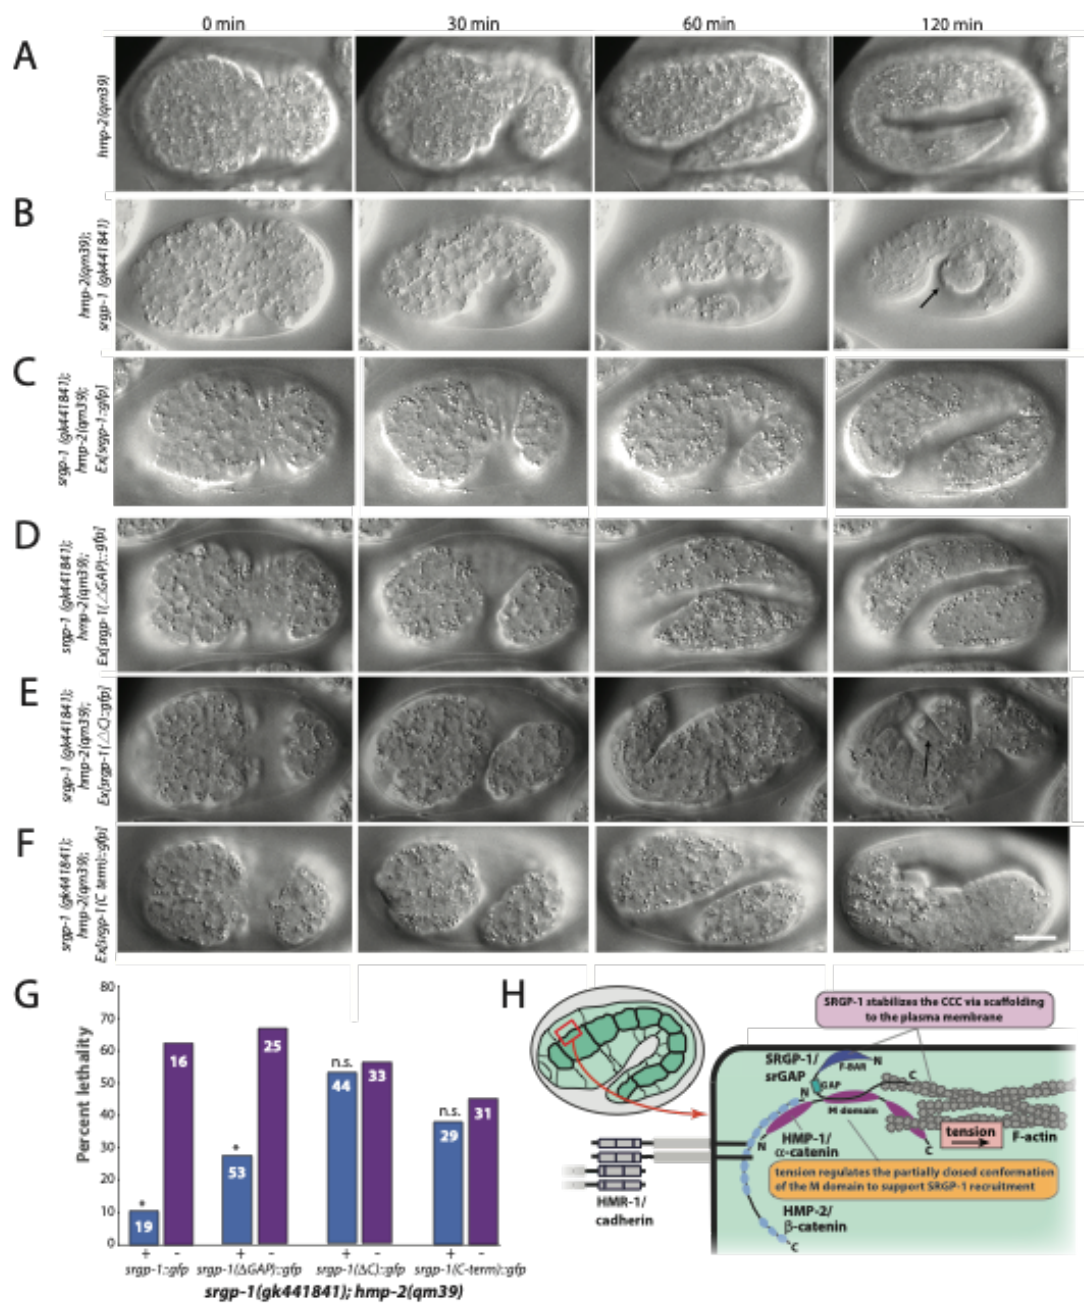 0 min 30 min 60 min 120 min
A
hmp-2(qm39)
B
hmp-2(qm39);
srgp-1 (gk441841)
C
srgp-1 (gk441841);
hmp-2(qm39);
Ex[srgp-1::gfp]
D
srgp-1 (gk441841);
hmp-2(qm39);
Ex[srgp-1(△GAP)::gfp]
E
srgp-1 (gk441841);
hmp-2(qm39);
Ex[srgp-1(△C)::gfp]
F
srgp-1 (gk441841);
hmp-2(qm39);
Ex[srgp-1(C term)::gfp]
G
Percent lethality
80
70
60
50
40
30
20
10
0
*
19
16
*
53
25
n.s.
44
33
n.s.
29
31
+ - + - + - + -
srgp-1::gfp srgp-1(ΔGAP)::gfp srgp-1(ΔC)::gfp srgp-1(C-term)::gfp
srgp-1(gk441841); hmp-2(qm39)
H
SRGP-1 stabilizes the CCC via scaffolding
to the plasma membrane
SRGP-1/
srGAP
F-BAR
N
GAP
C
N
M domain
N
HMP-1/
α-catenin
tension
C
F-actin
tension regulates the partially closed conformation
of the M domain to support SRGP-1 recruitment
HMR-1/
cadherin
HMP-2/
β-catenin
C